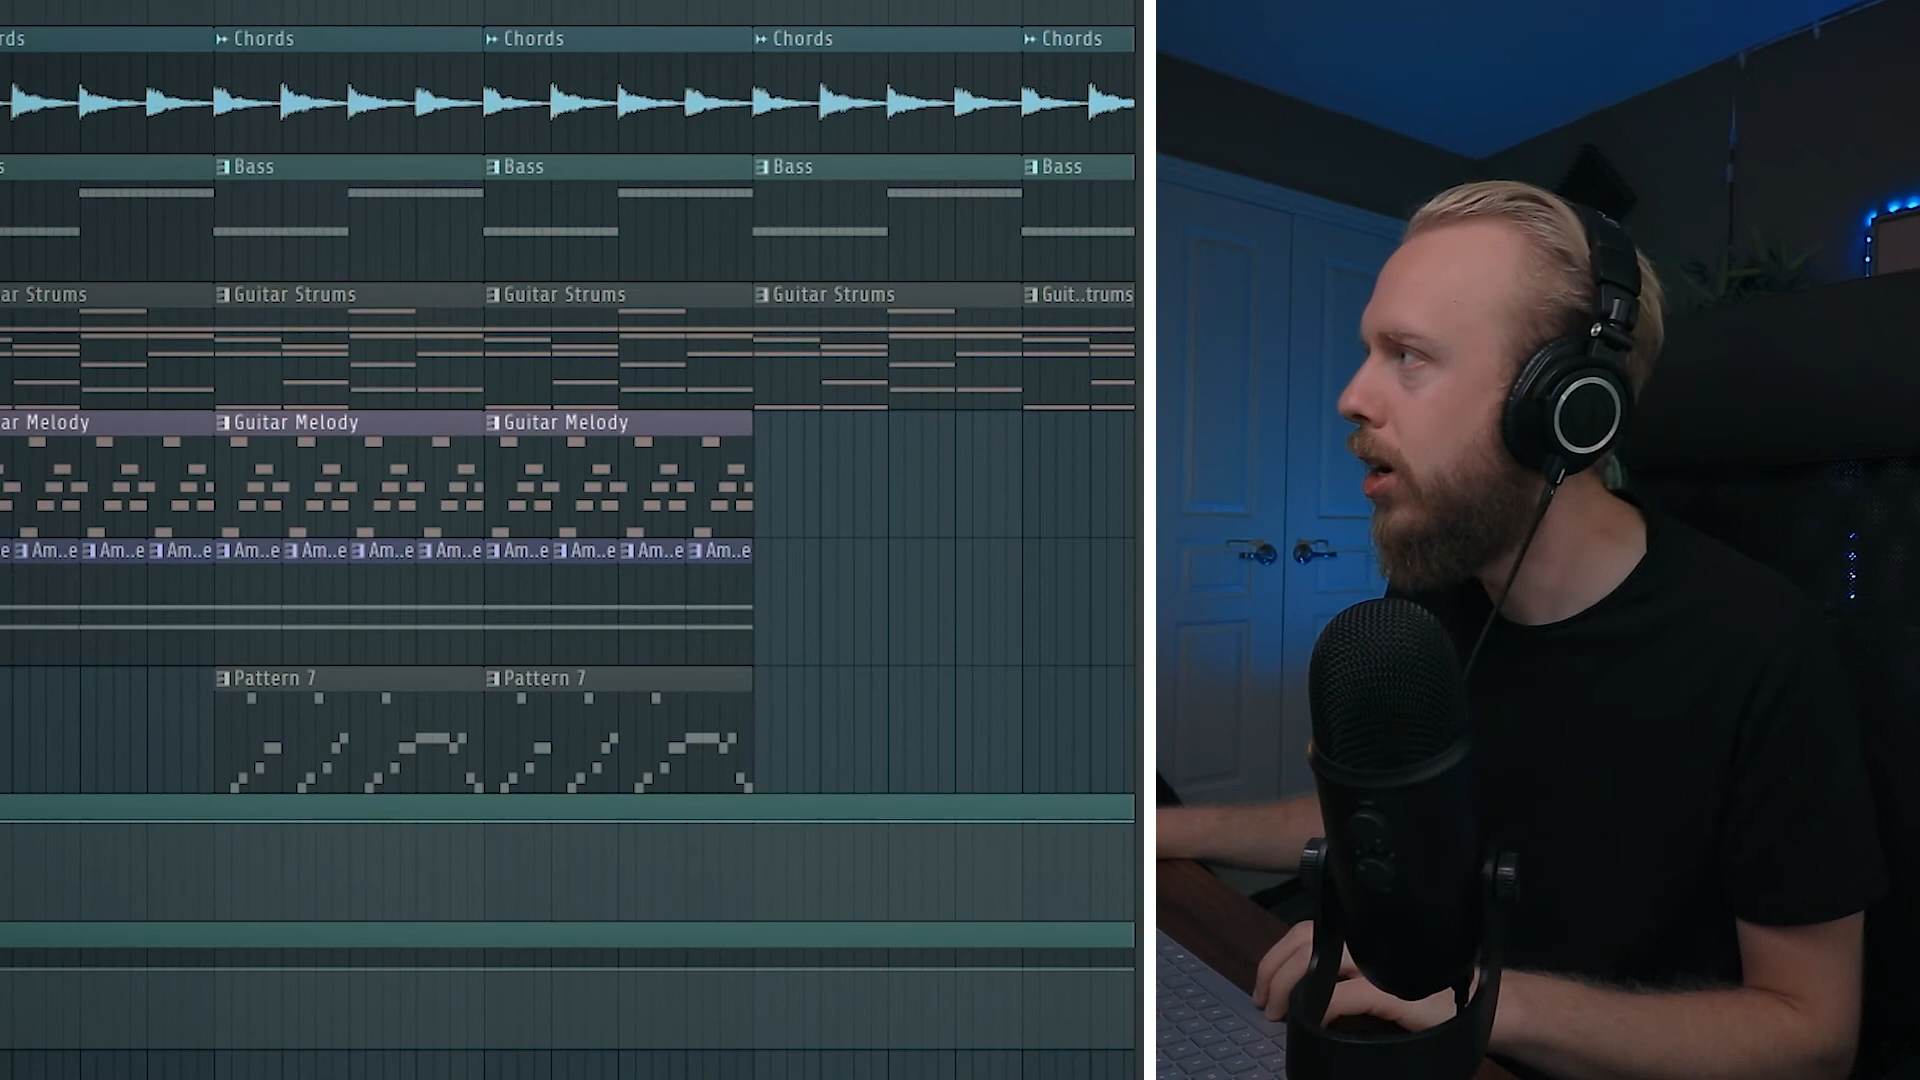 rds Chords Chords Chords Chords
s Bass Bass Bass Bass
ar Strums Guitar Strums Guitar Strums Guitar Strums Guit..trums
ar Melody Guitar Melody Guitar Melody
e Am..e Am..e Am..e Am..e Am..e Am..e Am..e Am..e Am..e Am..e Am..e
Pattern 7 Pattern 7